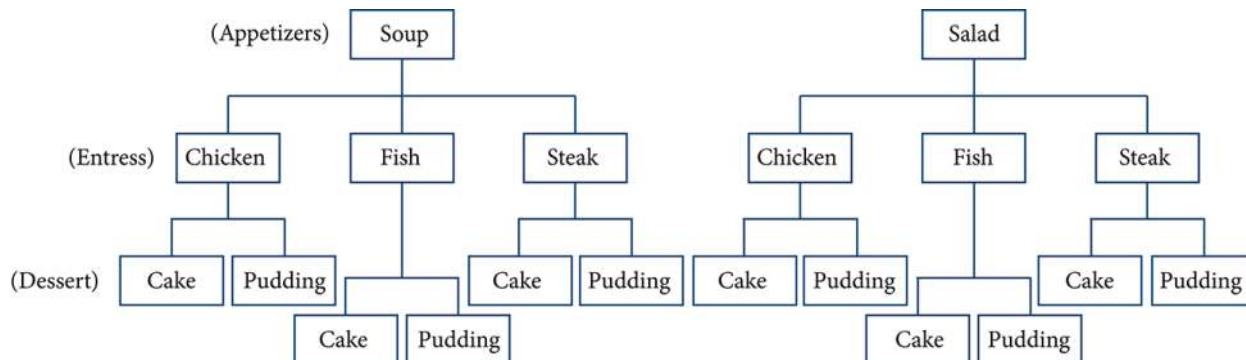 (Appetizers) Soup Salad
(Entress) Chicken Fish Steak Chicken Fish Steak
(Dessert) Cake Pudding Cake Pudding Cake Pudding Cake Pudding
Cake Pudding Cake Pudding